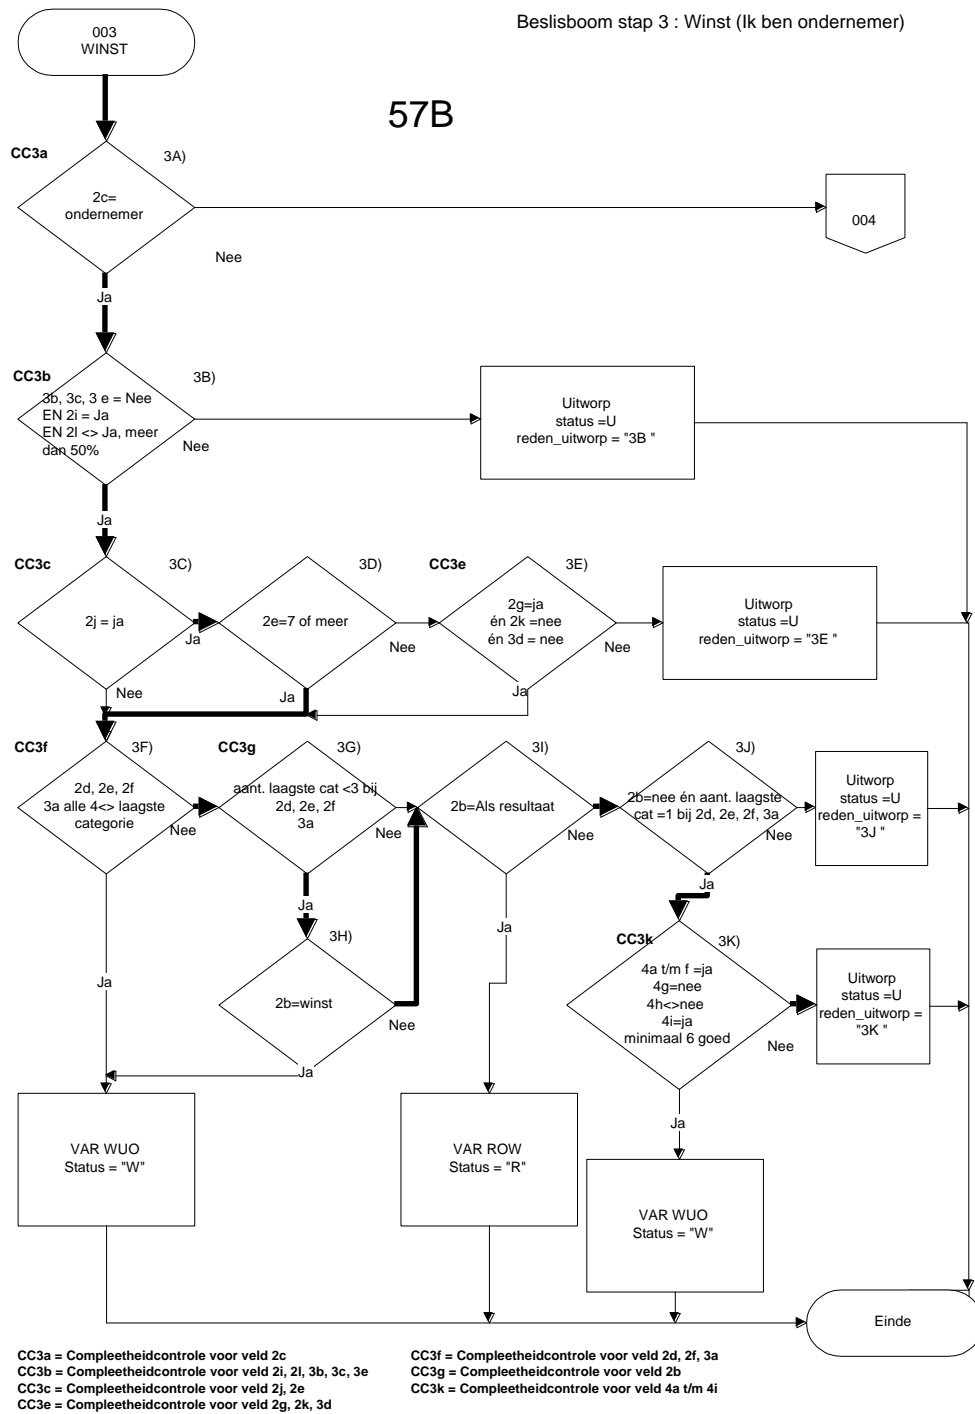 Beslisboom stap 3 : Winst (Ik ben ondernemer)
003
WINST
57B
CC3a
3A)
2c=
ondernemer
004
Nee
Ja
CC3b
3B)
3b, 3c, 3 e = Nee
EN 2i = Ja
EN 2l <> Ja, meer
dan 50%
Nee
Uitworp
status =U
reden_uitworp = "3B "
Ja
CC3c
3C)
2j = ja
Ja
Nee
3D)
2e=7 of meer
Nee
Ja
CC3e
3E)
2g=ja
én 2k =nee
én 3d = nee
Nee
Ja
Uitworp
status =U
reden_uitworp = "3E "
CC3f
3F)
2d, 2e, 2f
3a alle 4<> laagste
categorie
Nee
Ja
CC3g
3G)
aant. laagste cat <3 bij
2d, 2e, 2f
3a
Nee
Ja
3H)
2b=winst
Nee
Ja
3I)
2b=Als resultaat
Nee
Ja
3J)
2b=nee én aant. laagste
cat =1 bij 2d, 2e, 2f, 3a
Nee
Ja
Uitworp
status =U
reden_uitworp =
"3J "
CC3k
3K)
4a t/m f =ja
4g=nee
4h<>nee
4i=ja
minimaal 6 goed
Nee
Ja
Uitworp
status =U
reden_uitworp =
"3K "
VAR WUO
Status = "W"
VAR ROW
Status = "R"
VAR WUO
Status = "W"
Einde
CC3a = Compleetheidcontrole voor veld 2c
CC3b = Compleetheidcontrole voor veld 2i, 2l, 3b, 3c, 3e
CC3c = Compleetheidcontrole voor veld 2j, 2e
CC3e = Compleetheidcontrole voor veld 2g, 2k, 3d
CC3f = Compleetheidcontrole voor veld 2d, 2f, 3a
CC3g = Compleetheidcontrole voor veld 2b
CC3k = Compleetheidcontrole voor veld 4a t/m 4i